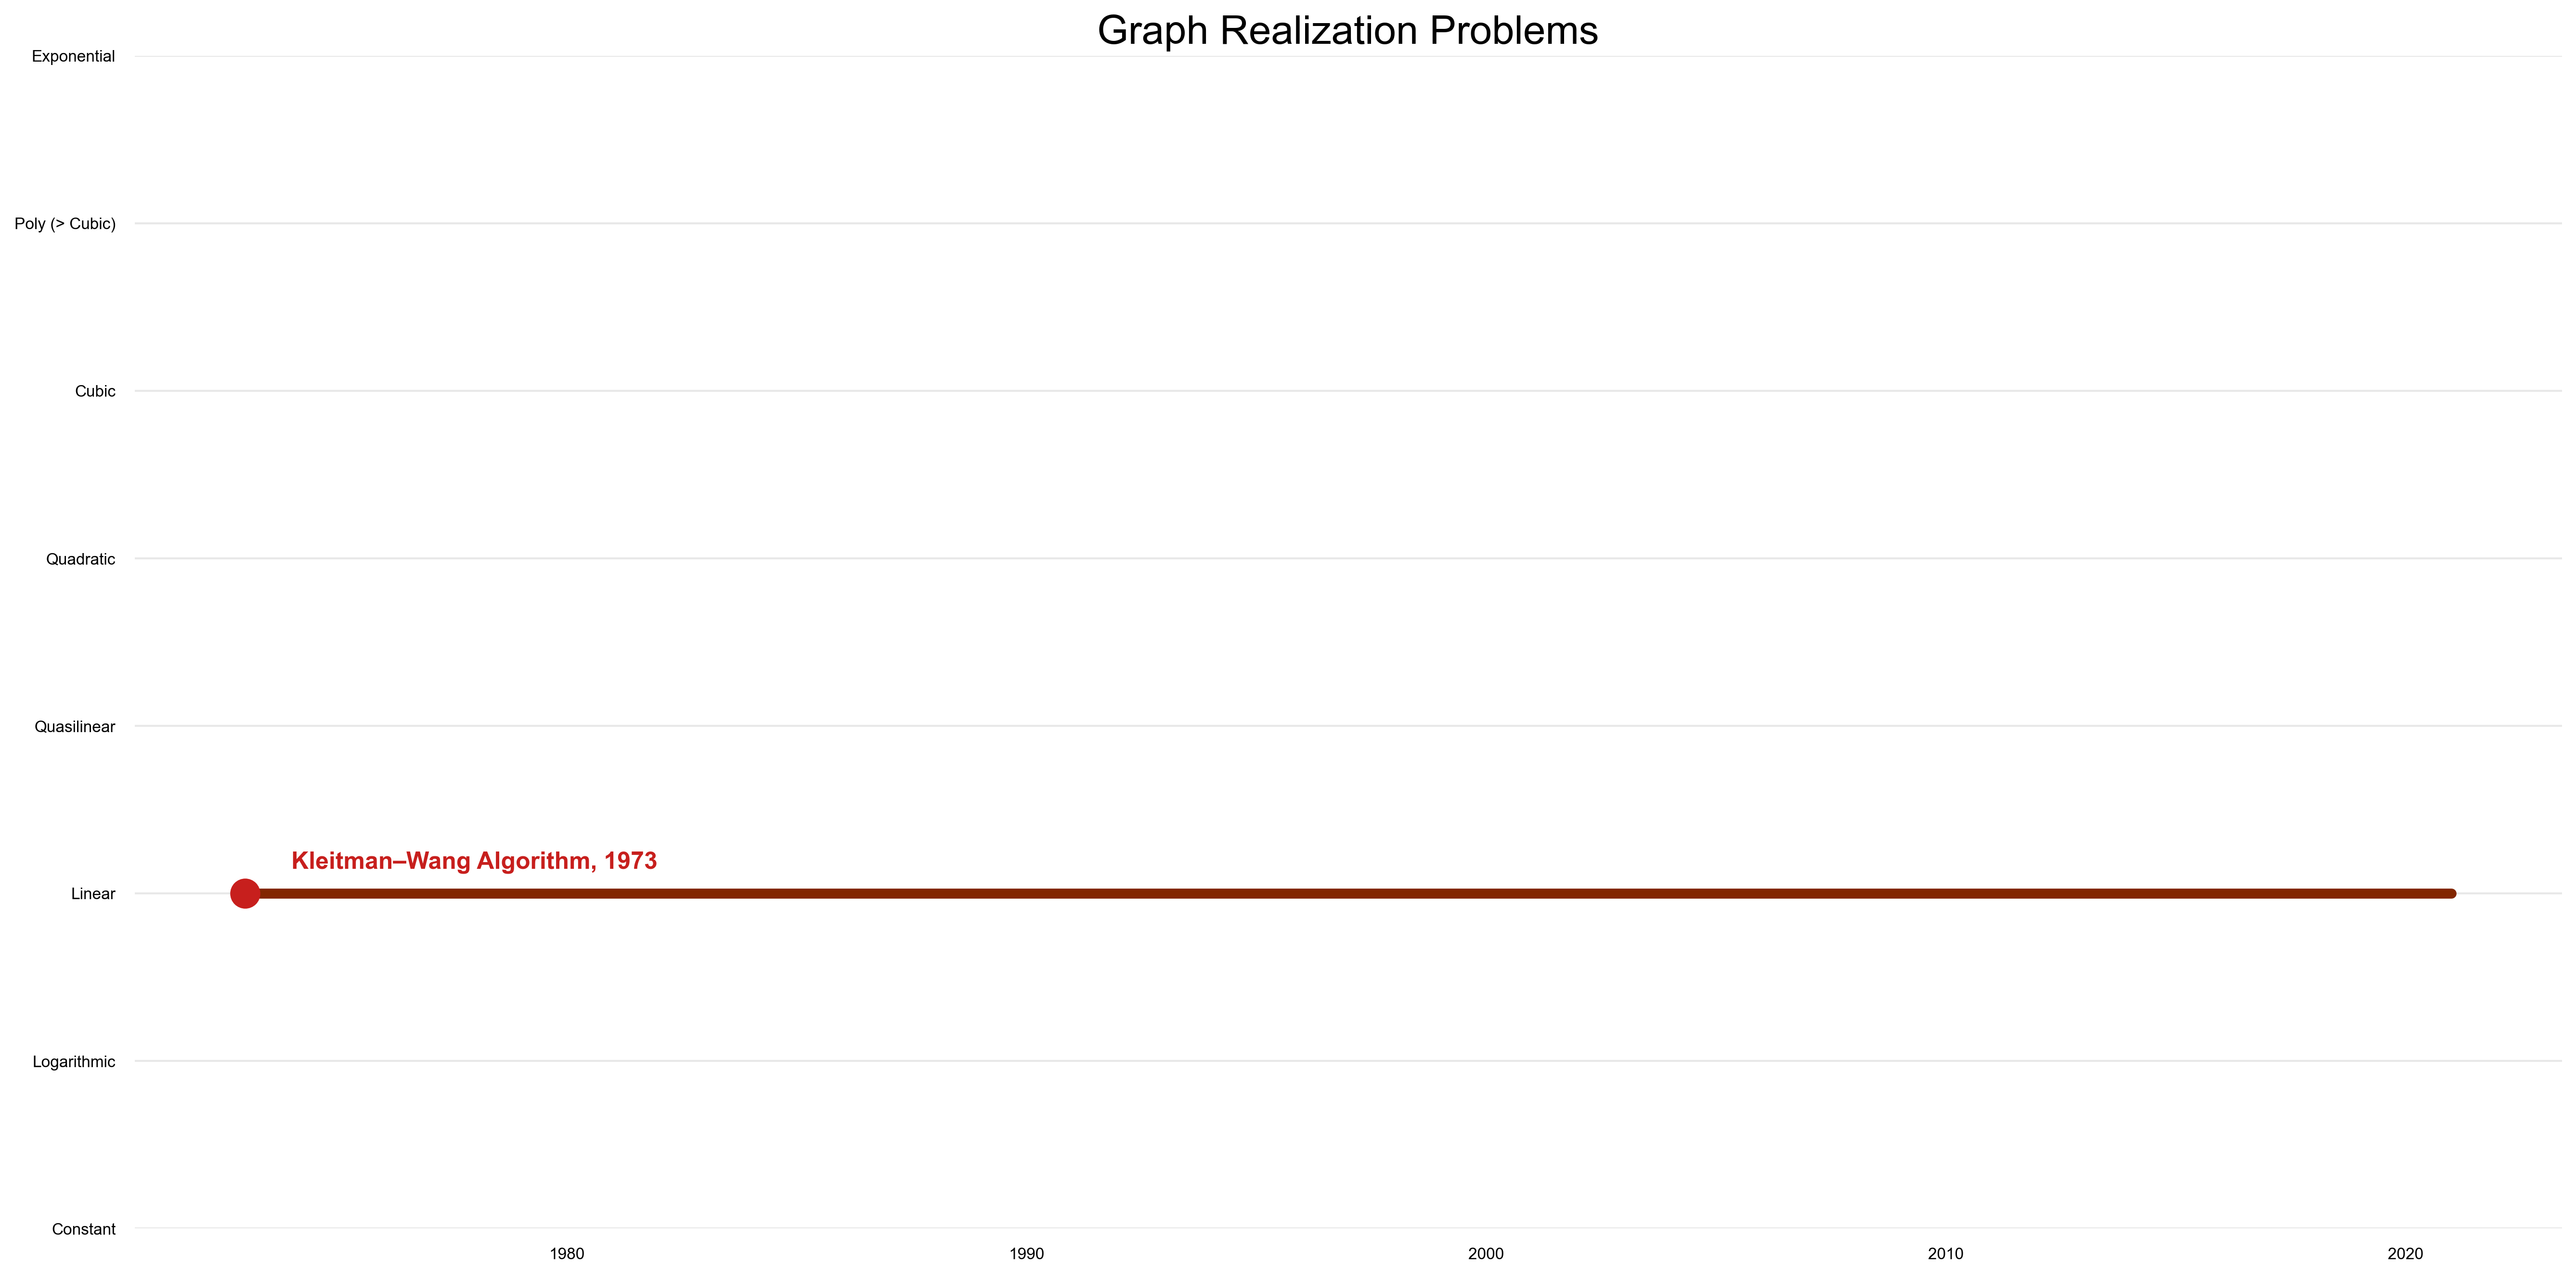 Graph Realization Problems
Exponential
Poly (> Cubic)
Cubic
Quadratic
Quasilinear
Kleitman–Wang Algorithm, 1973
Linear
Logarithmic
Constant
1980 1990 2000 2010 2020